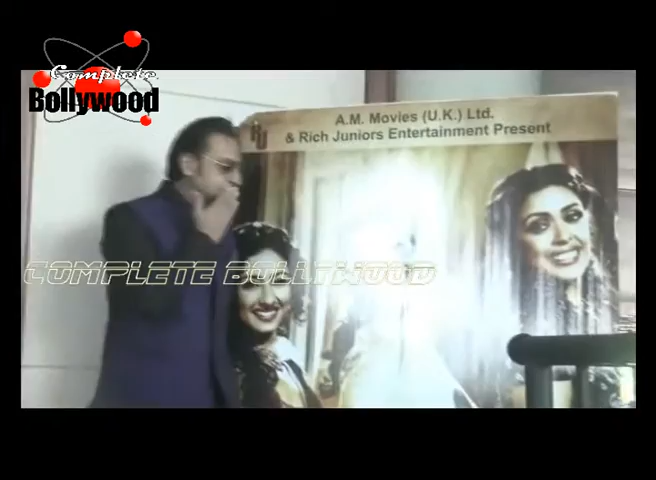 Complete
Bollywood
A.M. Movies (U.K.) Ltd.
& Rich Juniors Entertainment Present
COMPLETE BOLLYWOOD